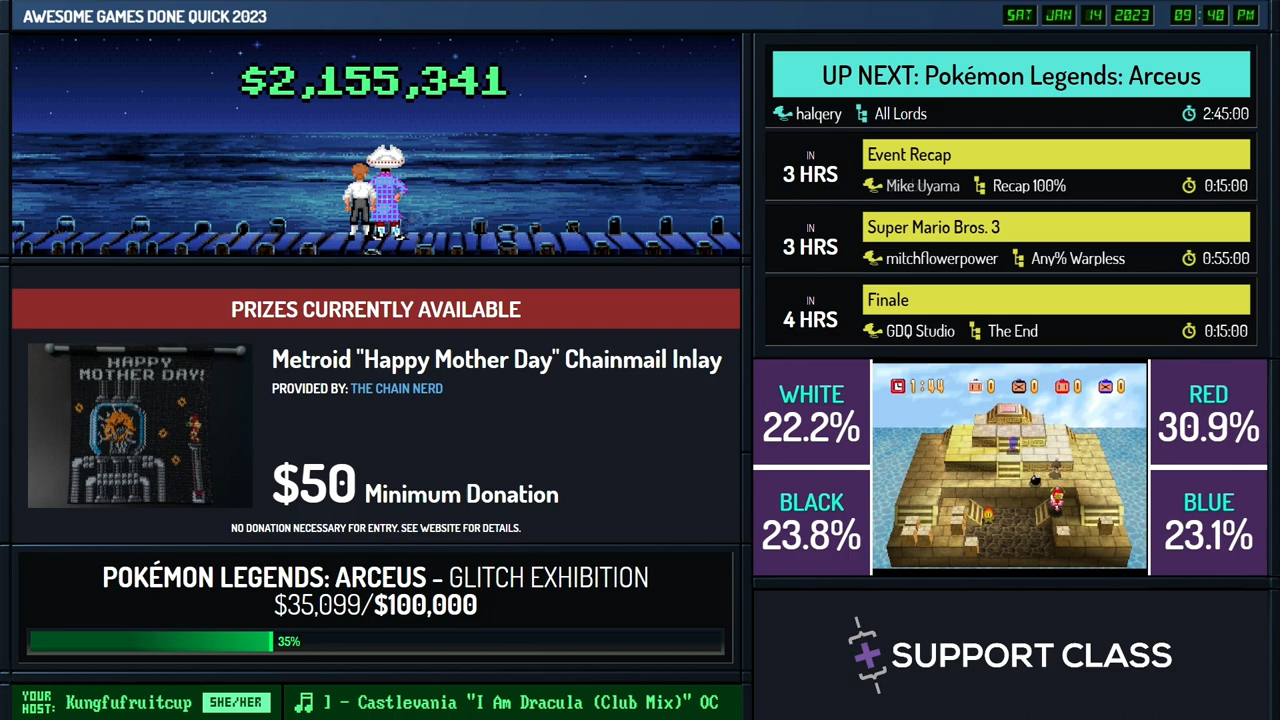 AWESOME GAMES DONE QUICK 2023
SAT JAN 14 2023 09:40 PM
$2,155,341
PRIZES CURRENTLY AVAILABLE
HAPPY
MOTHER DAY!
Metroid "Happy Mother Day" Chainmail Inlay
PROVIDED BY: THE CHAIN NERD
$50 Minimum Donation
NO DONATION NECESSARY FOR ENTRY. SEE WEBSITE FOR DETAILS.
POKÉMON LEGENDS: ARCEUS – GLITCH EXHIBITION
$35,099/$100,000
35%
UP NEXT: Pokémon Legends: Arceus
halqery All Lords 2:45:00
IN
3 HRS
Event Recap
Mike Uyama Recap 100% 0:15:00
IN
3 HRS
Super Mario Bros. 3
mitchflowerpower Any% Warpless 0:55:00
IN
4 HRS
Finale
GDQ Studio The End 0:15:00
WHITE
22.2%
BLACK
23.8%
1:44 0 0 0 0
RED
30.9%
BLUE
23.1%
SUPPORT CLASS
YOUR
HOST:
Kungfufruitcup SHE/HER
] - Castlevania "I Am Dracula (Club Mix)" OC